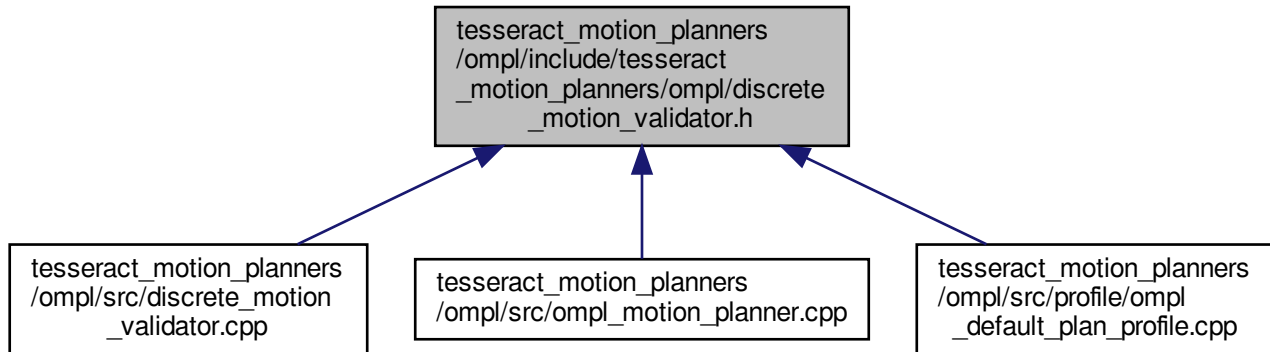 tesseract_motion_planners
/ompl/include/tesseract
_motion_planners/ompl/discrete
_motion_validator.h
tesseract_motion_planners
/ompl/src/discrete_motion
_validator.cpp
tesseract_motion_planners
/ompl/src/ompl_motion_planner.cpp
tesseract_motion_planners
/ompl/src/profile/ompl
_default_plan_profile.cpp